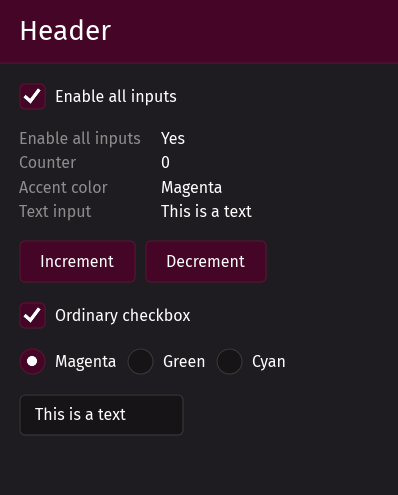 Header
Enable all inputs
Enable all inputs Yes
Counter 0
Accent color Magenta
Text input This is a text
Increment Decrement
Ordinary checkbox
Magenta Green Cyan
This is a text